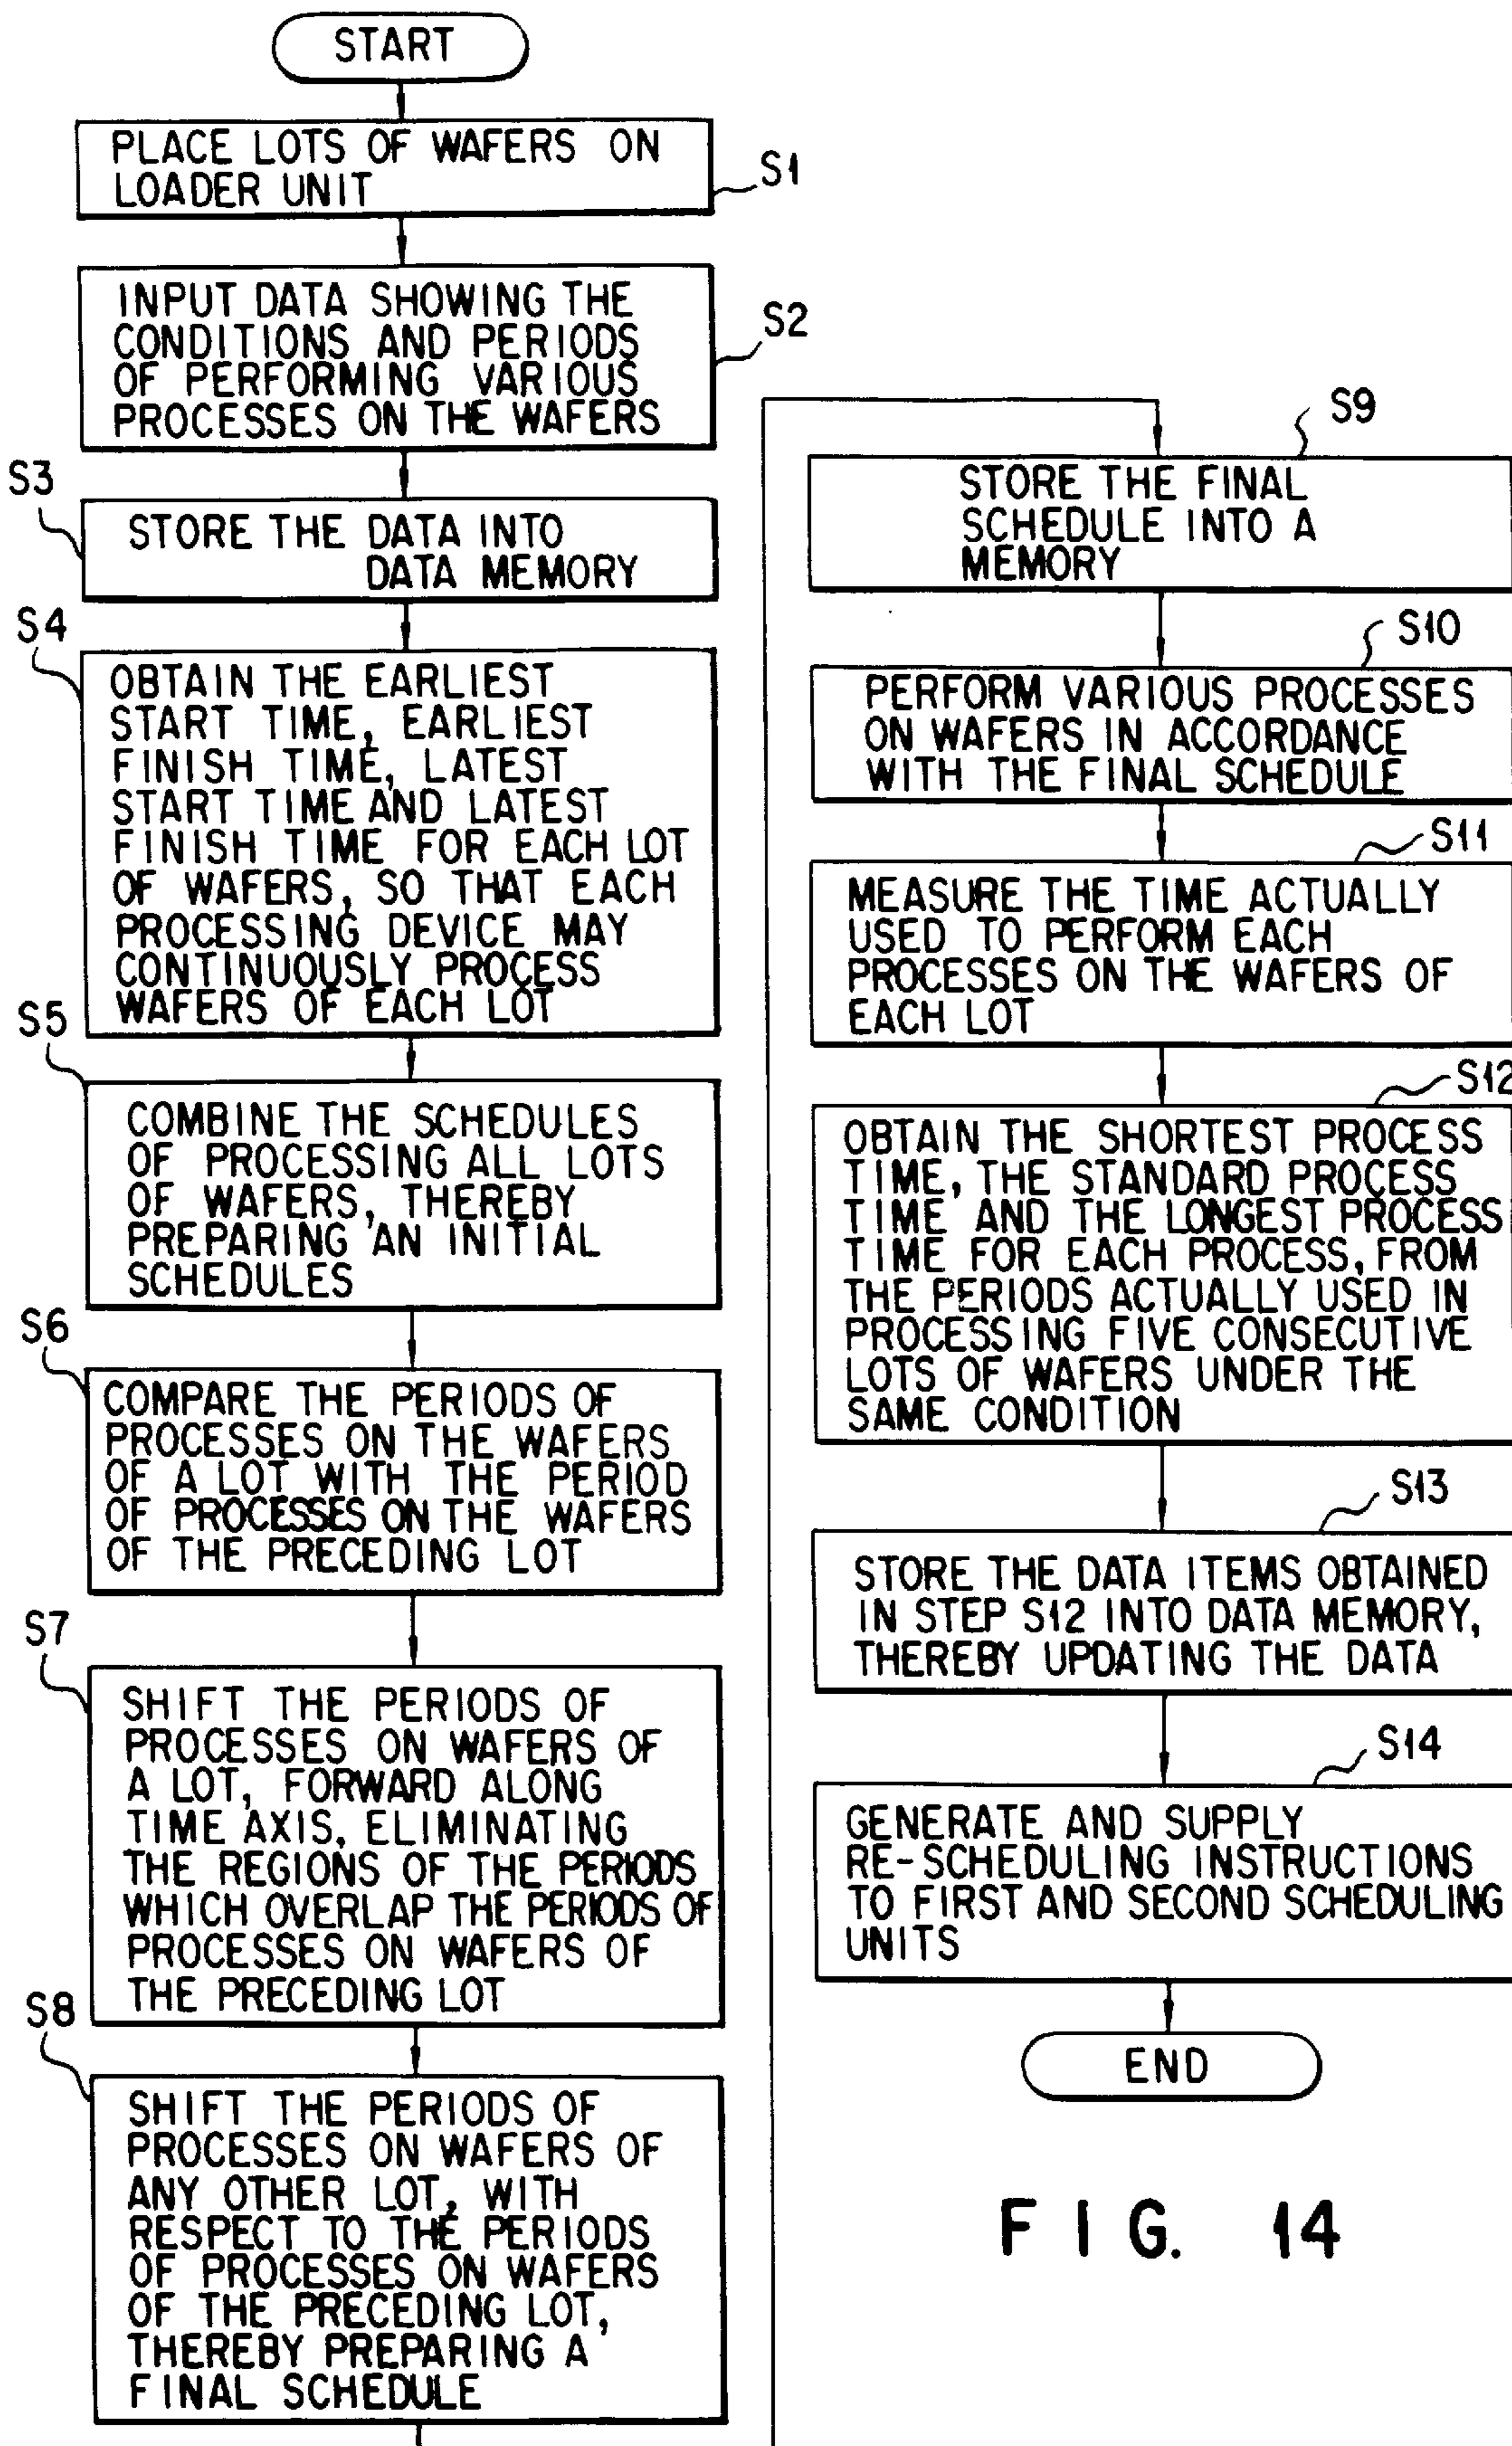 START
PLACE LOTS OF WAFERS ON
LOADER UNIT
S1
INPUT DATA SHOWING THE
CONDITIONS AND PERIODS
OF PERFORMING VARIOUS
PROCESSES ON THE WAFERS
S2
S3
STORE THE DATA INTO
DATA MEMORY
S4
OBTAIN THE EARLIEST
START TIME, EARLIEST
FINISH TIME, LATEST
START TIME AND LATEST
FINISH TIME FOR EACH LOT
OF WAFERS, SO THAT EACH
PROCESSING DEVICE MAY
CONTINUOUSLY PROCESS
WAFERS OF EACH LOT
S5
COMBINE THE SCHEDULES
OF PROCESSING ALL LOTS
OF WAFERS, THEREBY
PREPARING AN INITIAL
SCHEDULES
S6
COMPARE THE PERIODS OF
PROCESSES ON THE WAFERS
OF A LOT WITH THE PERIOD
OF PROCESSES ON THE WAFERS
OF THE PRECEDING LOT
S7
SHIFT THE PERIODS OF
PROCESSES ON WAFERS OF
A LOT, FORWARD ALONG
TIME AXIS, ELIMINATING
THE REGIONS OF THE PERIODS
WHICH OVERLAP THE PERIODS OF
PROCESSES ON WAFERS OF
THE PRECEDING LOT
S8
SHIFT THE PERIODS OF
PROCESSES ON WAFERS OF
ANY OTHER LOT, WITH
RESPECT TO THE PERIODS
OF PROCESSES ON WAFERS
OF THE PRECEDING LOT,
THEREBY PREPARING A
FINAL SCHEDULE
S9
STORE THE FINAL
SCHEDULE INTO A
MEMORY
S10
PERFORM VARIOUS PROCESSES
ON WAFERS IN ACCORDANCE
WITH THE FINAL SCHEDULE
S11
MEASURE THE TIME ACTUALLY
USED TO PERFORM EACH
PROCESSES ON THE WAFERS OF
EACH LOT
S12
OBTAIN THE SHORTEST PROCESS
TIME, THE STANDARD PROCESS
TIME AND THE LONGEST PROCESS
TIME FOR EACH PROCESS, FROM
THE PERIODS ACTUALLY USED IN
PROCESSING FIVE CONSECUTIVE
LOTS OF WAFERS UNDER THE
SAME CONDITION
S13
STORE THE DATA ITEMS OBTAINED
IN STEP S12 INTO DATA MEMORY,
THEREBY UPDATING THE DATA
S14
GENERATE AND SUPPLY
RE-SCHEDULING INSTRUCTIONS
TO FIRST AND SECOND SCHEDULING
UNITS
END
FIG. 14